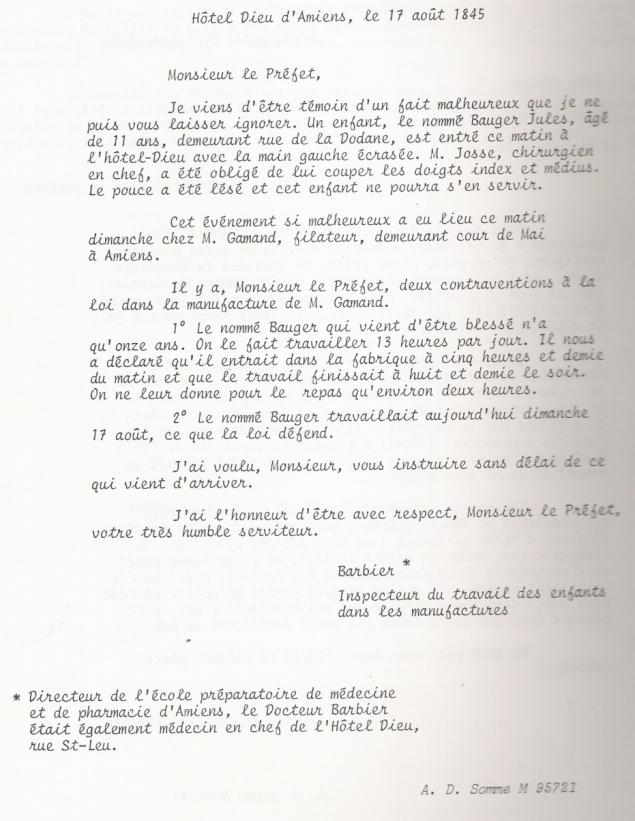 Hôtel Dieu d'Amiens, le 17 août 1845
Monsieur le Préfet,
Je viens d'être témoin d'un fait malheureux que je ne
puis vous laisser ignorer. Un enfant, le nommé Bauger Jules, âgé
de 11 ans, demeurant rue de la Dodane, est entré ce matin à
l'hôtel-Dieu avec la main gauche écrasée. M. Josse, chirurgien
en chef, a été obligé de lui couper les doigts index et médius.
Le pouce a été lésé et cet enfant ne pourra s'en servir.
Cet événement si malheureux a eu lieu ce matin
dimanche chez M. Gamand, filateur, demeurant cour de Mai
à Amiens.
Il y a, Monsieur le Préfet, deux contraventions à la
loi dans la manufacture de M. Gamand.
1° Le nommé Bauger qui vient d'être blessé n'a
qu'onze ans. On le fait travailler 13 heures par jour. Il nous
a déclaré qu'il entrait dans la fabrique à cinq heures et demie
du matin et que le travail finissait à huit et demie le soir.
On ne leur donne pour le repas qu'environ deux heures.
2° Le nommé Bauger travaillait aujourd'hui dimanche
17 août, ce que la loi défend.
J'ai voulu, Monsieur, vous instruire sans délai de ce
qui vient d'arriver.
J'ai l'honneur d'être avec respect, Monsieur le Préfet,
votre très humble serviteur.
Barbier *
Inspecteur du travail des enfants
dans les manufactures
* Directeur de l'école préparatoire de médecine
et de pharmacie d'Amiens, le Docteur Barbier
était également médecin en chef de l'Hôtel Dieu,
rue St-Leu.
A. D. Somme M 95721